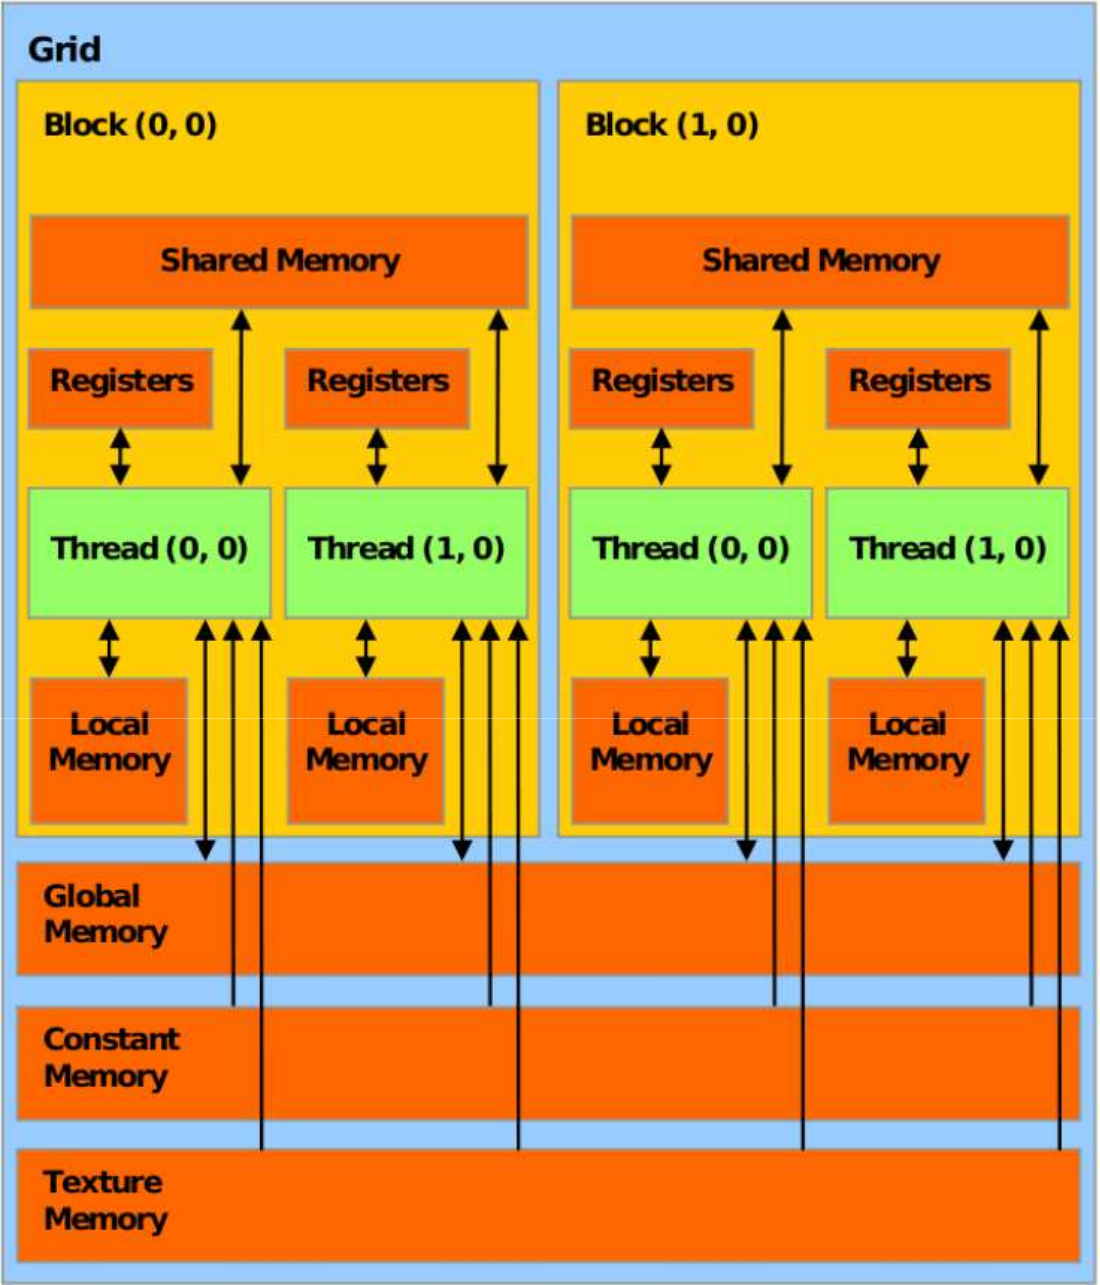 Grid
Block (0, 0)
Block (1, 0)
Shared Memory
Shared Memory
Registers
Registers
Registers
Registers
Thread (0, 0)
Thread (1, 0)
Thread (0, 0)
Thread (1, 0)
Local
Memory
Local
Memory
Local
Memory
Local
Memory
Global
Memory
Constant
Memory
Texture
Memory